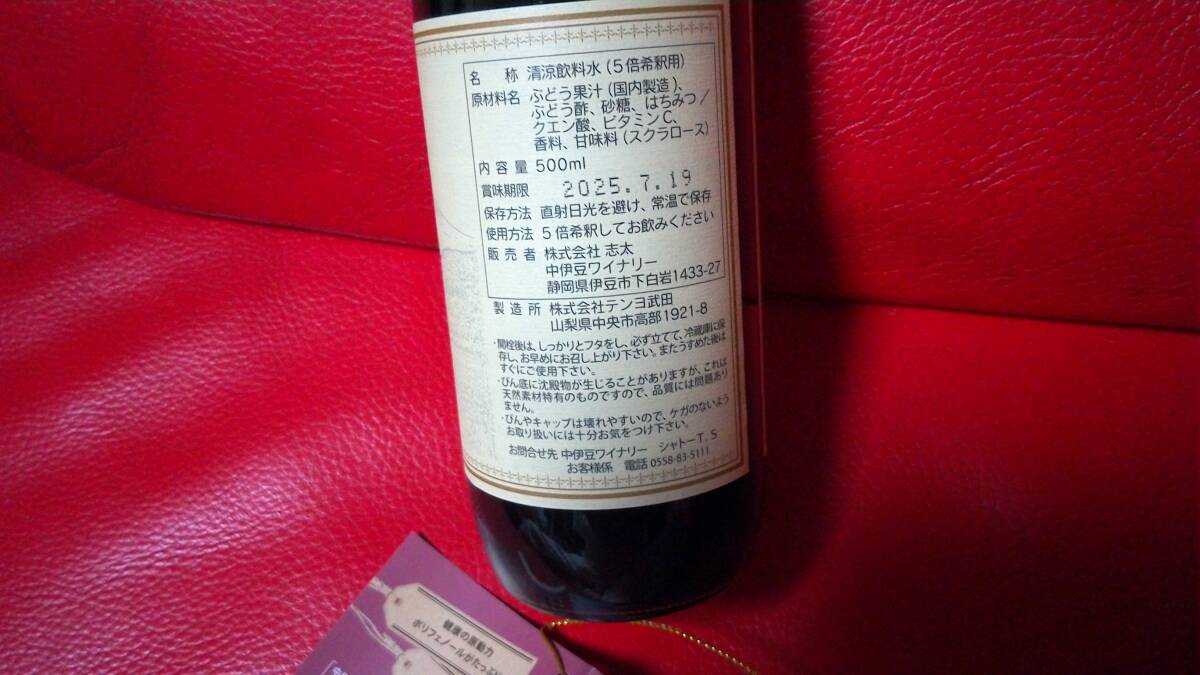 名 称 清涼飲料水(5倍希釈用)
原材料名 ぶどう果汁(国内製造)、
ぶどう酢、砂糖、はちみつ/
クエン酸、ビタミンC、
香料、甘味料(スクラロース)
内容量 500ml
賞味期限 2025.7.19
保存方法 直射日光を避け、常温で保存
使用方法 5倍希釈してお飲みください
販売者 株式会社 志太
中伊豆ワイナリー
静岡県伊豆市下白岩1433-27
製造所 株式会社テンヨ武田
山梨県中央市高部1921-8
・開栓後は、しっかりとフタをし、必ず立てて、冷蔵庫に保
存し、お早めにお召し上がり下さい。またうすめた後は
すぐにご使用下さい。
・びん底に沈殿物が生じることがありますが、これは
天然素材特有のものですので、品質には問題あり
ません。
・びんやキャップは壊れやすいので、ケガのないよう
お取り扱いには十分お気をつけ下さい。
お問合せ先 中伊豆ワイナリー シャトーT.S
お客様係 電話 0558-83-5111
健康の原動力
ポリフェノールがたっぷり